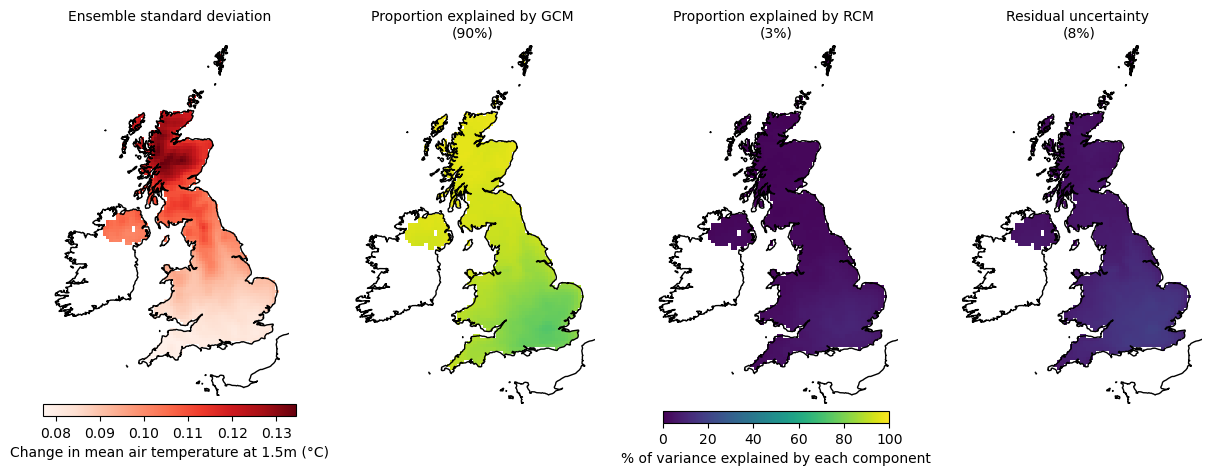 Ensemble standard deviation
Proportion explained by GCM
(90%)
Proportion explained by RCM
(3%)
Residual uncertainty
(8%)
0.08 0.09 0.10 0.11 0.12 0.13
Change in mean air temperature at 1.5m (°C)
0 20 40 60 80 100
% of variance explained by each component